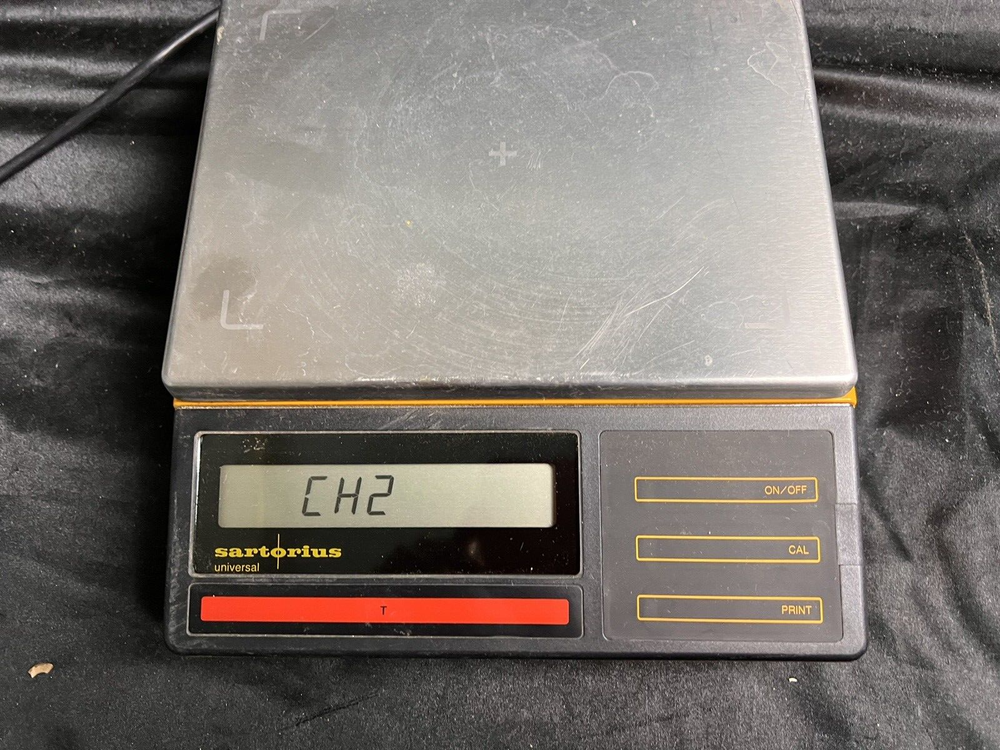 CH2
sartorius
universal
T
ON/OFF
CAL
PRINT